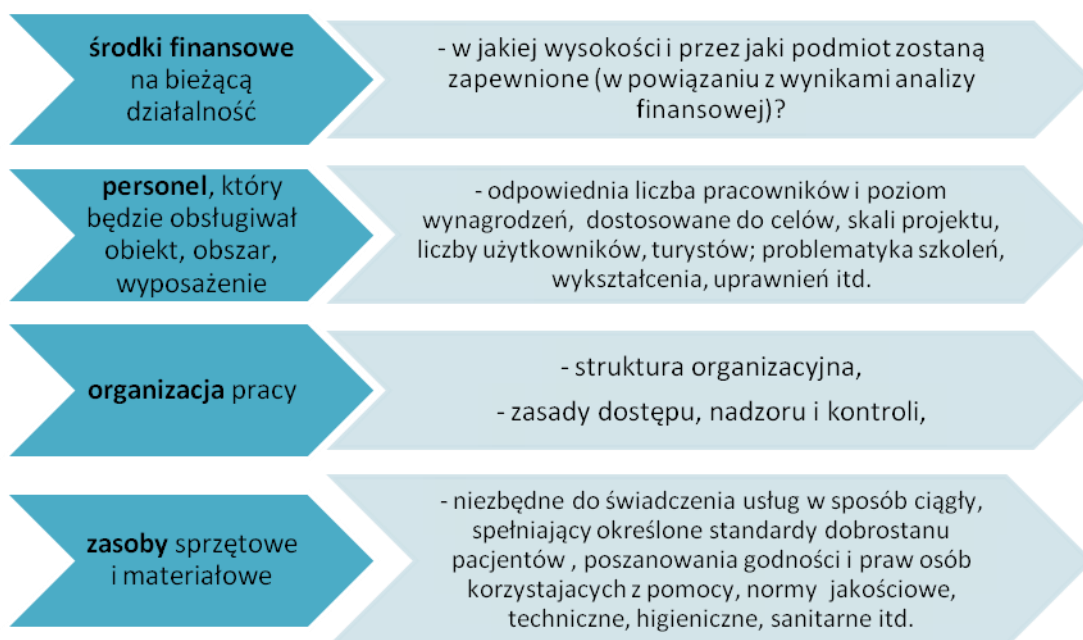 środki finansowe
na bieżącą
działalność
- w jakiej wysokości i przez jaki podmiot zostaną
zapewnione (w powiązaniu z wynikami analizy
finansowej)?
personel, który
będzie obsługiwał
obiekt, obszar,
wyposażenie
- odpowiednia liczba pracowników i poziom
wynagrodzeń, dostosowane do celów, skali projektu,
liczby użytkowników, turystów; problematyka szkoleń,
wykształcenia, uprawnień itd.
organizacja pracy
- struktura organizacyjna,
- zasady dostępu, nadzoru i kontroli,
zasoby sprzętowe
i materiałowe
- niezbędne do świadczenia usług w sposób ciągły,
spełniający określone standardy dobrostanu
pacjentów , poszanowania godności i praw osób
korzystajacych z pomocy, normy jakościowe,
techniczne, higieniczne, sanitarne itd.